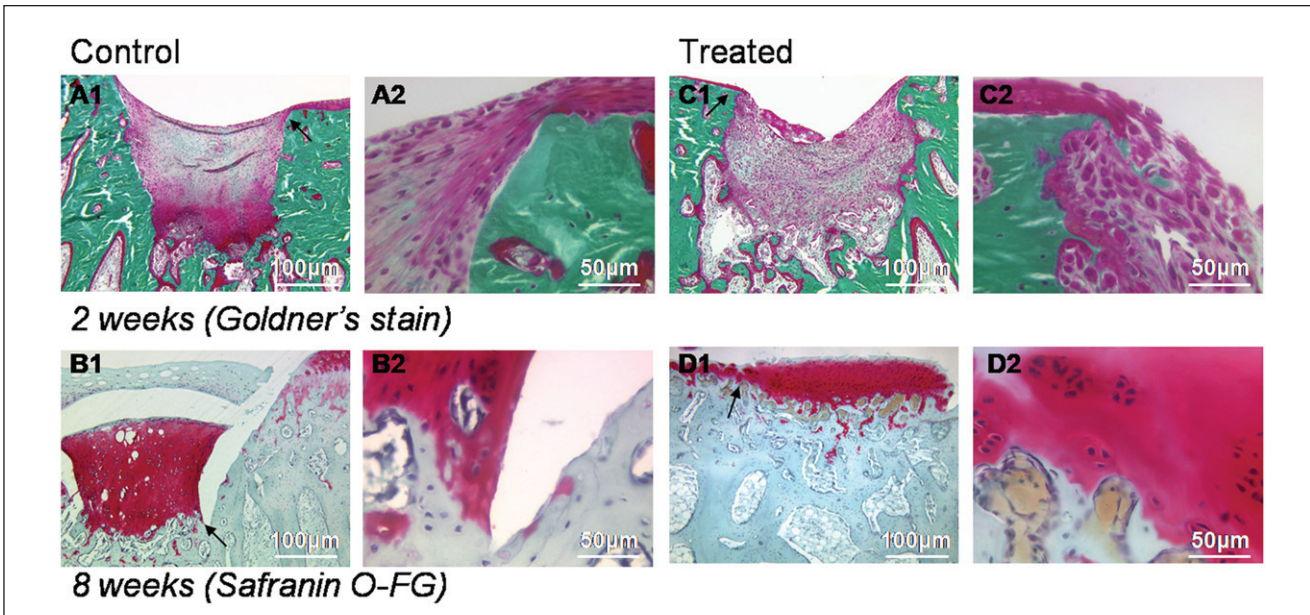 Control
Treated
A1
A2
C1
C2
100µm
50µm
100µm
50µm
2 weeks (Goldner's stain)
B1
B2
D1
D2
100µm
50µm
100µm
50µm
8 weeks (Safranin O-FG)